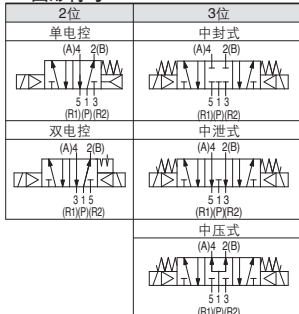 2位 3位
单电控 中封式
(A)4 2(B) (A)4 2(B)
5 1 3 5 1 3
(R1)(P)(R2) (R1)(P)(R2)
双电控 中泄式
(A)4 2(B) (A)4 2(B)
3 1 5 5 1 3
(R1)(P)(R2) (R1)(P)(R2)
中压式
(A)4 2(B)
5 1 3
(R1)(P)(R2)